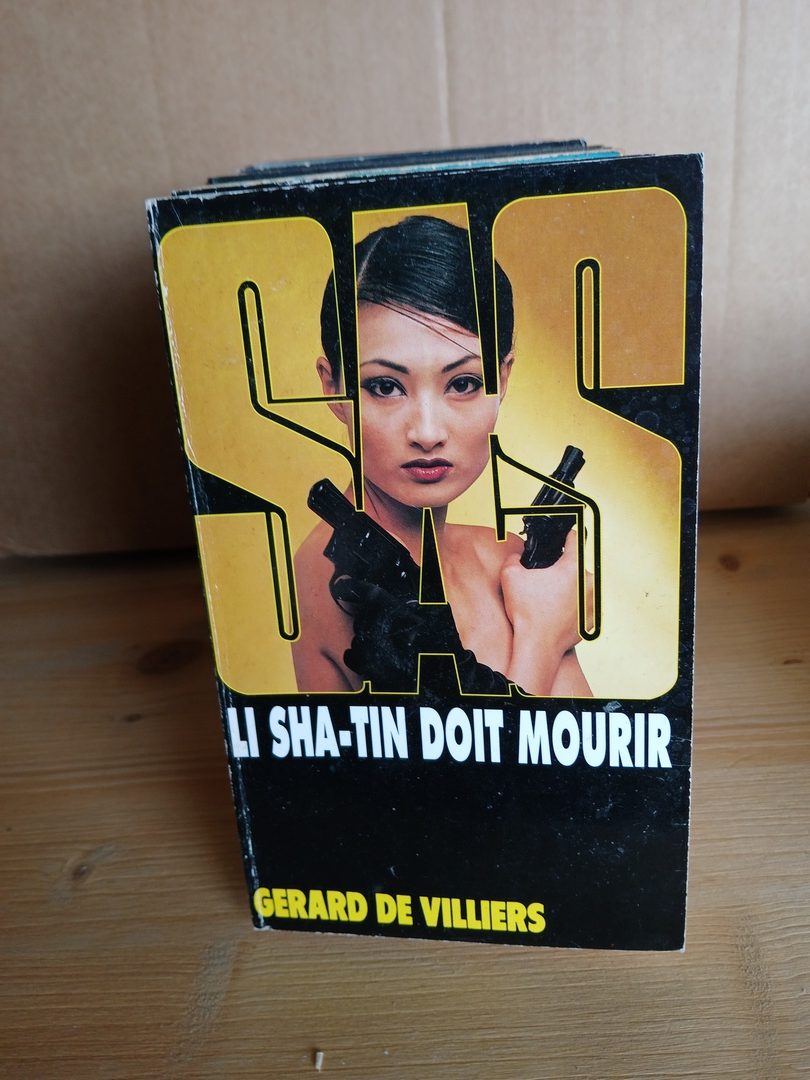 SAS
LI SHA-TIN DOIT MOURIR
GERARD DE VILLIERS